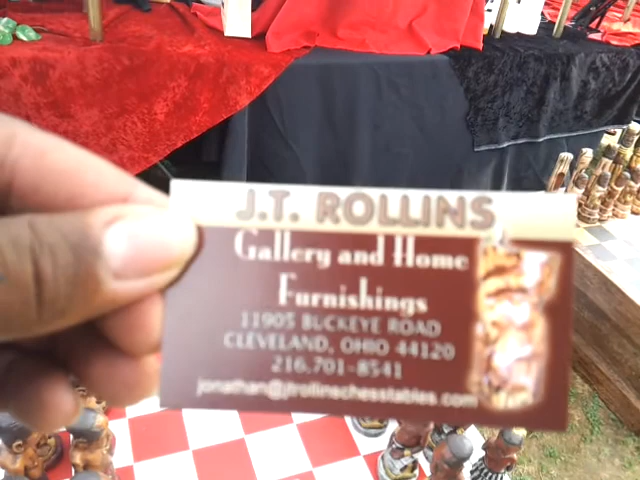 J.T. ROLLINS
Gallery and Home
Furnishings
11905 BUCKEYE ROAD
CLEVELAND, OHIO 44120
216.701-8541
jonathan@jtrollinschesstables.com